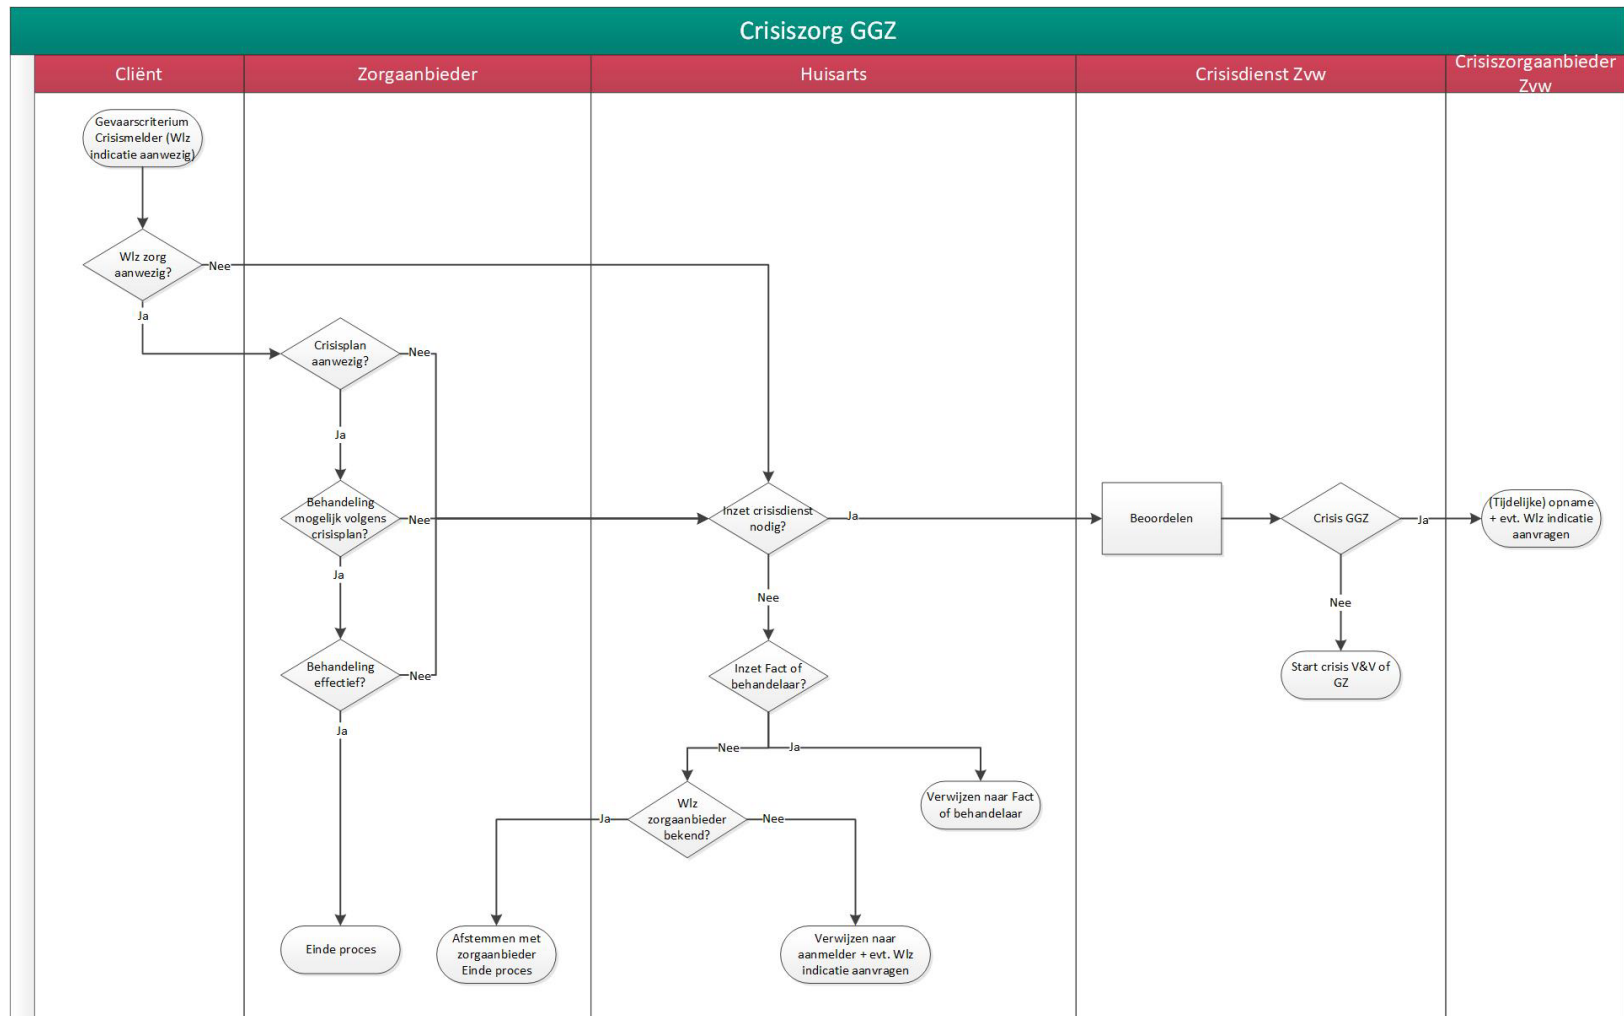 Crisiszorg GGZ
Cliënt
Zorgaanbieder
Huisarts
Crisisdienst Zvw
Crisiszorgaanbieder
Zvw
Gevaarscriterium
Crisismelder (Wlz
indicatie aanwezig)
Wlz zorg
aanwezig?
Nee
Ja
Crisisplan
aanwezig?
Nee
Ja
Behandeling
mogelijk volgens
crisisplan?
Nee
Ja
Inzet crisisdienst
nodig?
Ja
Nee
Beoordelen
Crisis GGZ
Ja
Nee
(Tijdelijke) opname
+ evt. Wlz indicatie
aanvragen
Behandeling
effectief?
Nee
Ja
Inzet Fact of
behandelaar?
Nee
Ja
Start crisis V&V of
GZ
Wlz
zorgaanbieder
bekend?
Ja
Nee
Verwijzen naar Fact
of behandelaar
Einde proces
Afstemmen met
zorgaanbieder
Einde proces
Verwijzen naar
aanmelder + evt. Wlz
indicatie aanvragen